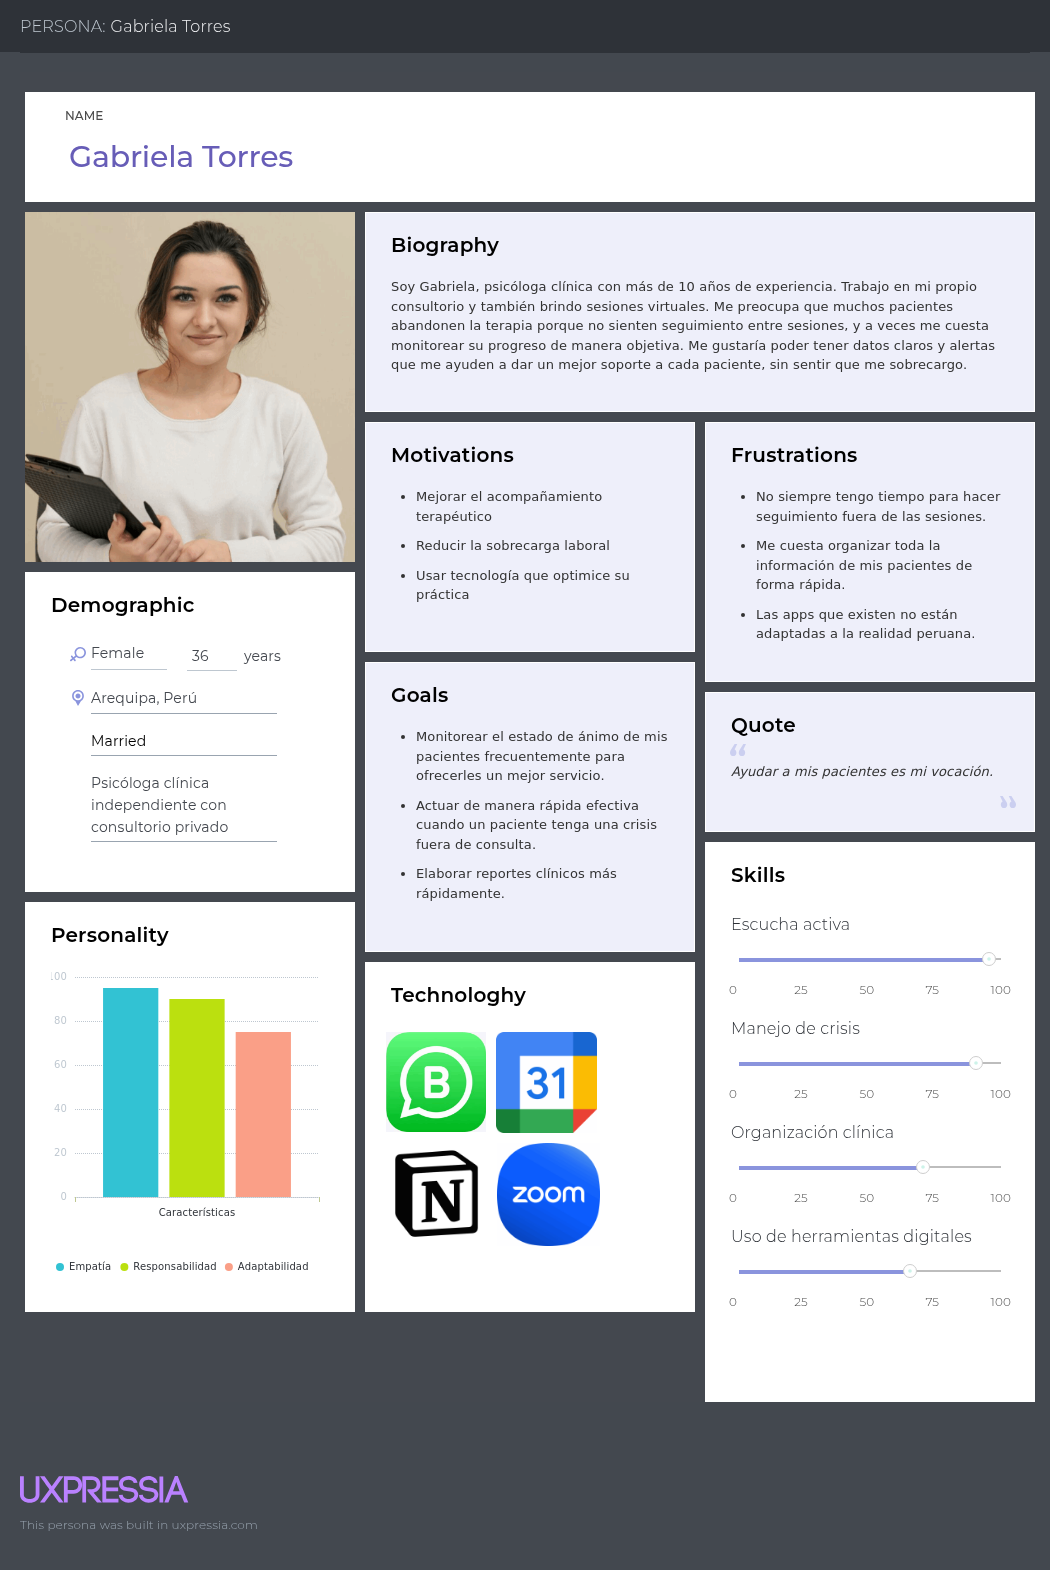 PERSONA: Gabriela Torres
NAME
Gabriela Torres
Biography
Soy Gabriela, psicóloga clínica con más de 10 años de experiencia. Trabajo en mi propio
consultorio y también brindo sesiones virtuales. Me preocupa que muchos pacientes
abandonen la terapia porque no sienten seguimiento entre sesiones, y a veces me cuesta
monitorear su progreso de manera objetiva. Me gustaría poder tener datos claros y alertas
que me ayuden a dar un mejor soporte a cada paciente, sin sentir que me sobrecargo.
Demographic
Female
36 years
Arequipa, Perú
Married
Psicóloga clínica
independiente con
consultorio privado
Personality
100
80
60
40
20
0
Características
Empatía Responsabilidad Adaptabilidad
Motivations
• Mejorar el acompañamiento
terapéutico
• Reducir la sobrecarga laboral
• Usar tecnología que optimice su
práctica
Goals
• Monitorear el estado de ánimo de mis
pacientes frecuentemente para
ofrecerles un mejor servicio.
• Actuar de manera rápida efectiva
cuando un paciente tenga una crisis
fuera de consulta.
• Elaborar reportes clínicos más
rápidamente.
Technologhy
B
31
N
zoom
Frustrations
• No siempre tengo tiempo para hacer
seguimiento fuera de las sesiones.
• Me cuesta organizar toda la
información de mis pacientes de
forma rápida.
• Las apps que existen no están
adaptadas a la realidad peruana.
Quote
“
Ayudar a mis pacientes es mi vocación.
”
Skills
Escucha activa
0 25 50 75 100
Manejo de crisis
0 25 50 75 100
Organización clínica
0 25 50 75 100
Uso de herramientas digitales
0 25 50 75 100
UXPRESSIA
This persona was built in uxpressia.com